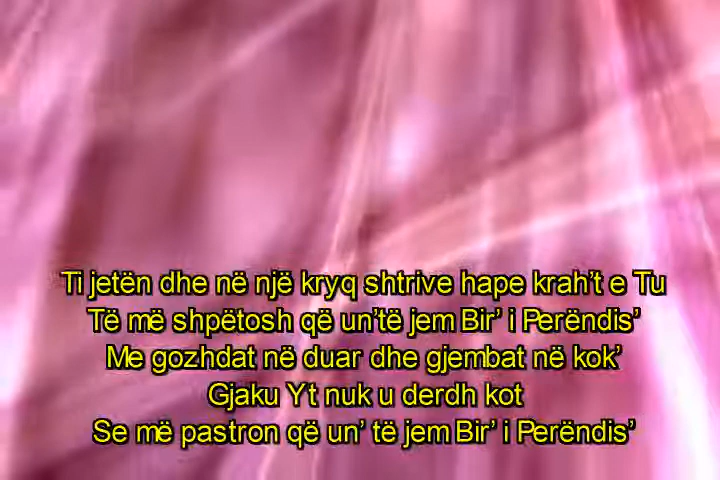 Ti jetën dhe në një kryq shtrive hape krah’t e Tu
Të më shpëtosh që un’të jem Bir’ i Perëndis’
Me gozhdat në duar dhe gjembat në kok’
Gjaku Yt nuk u derdh kot
Se më pastron që un’ të jem Bir’ i Perëndis’